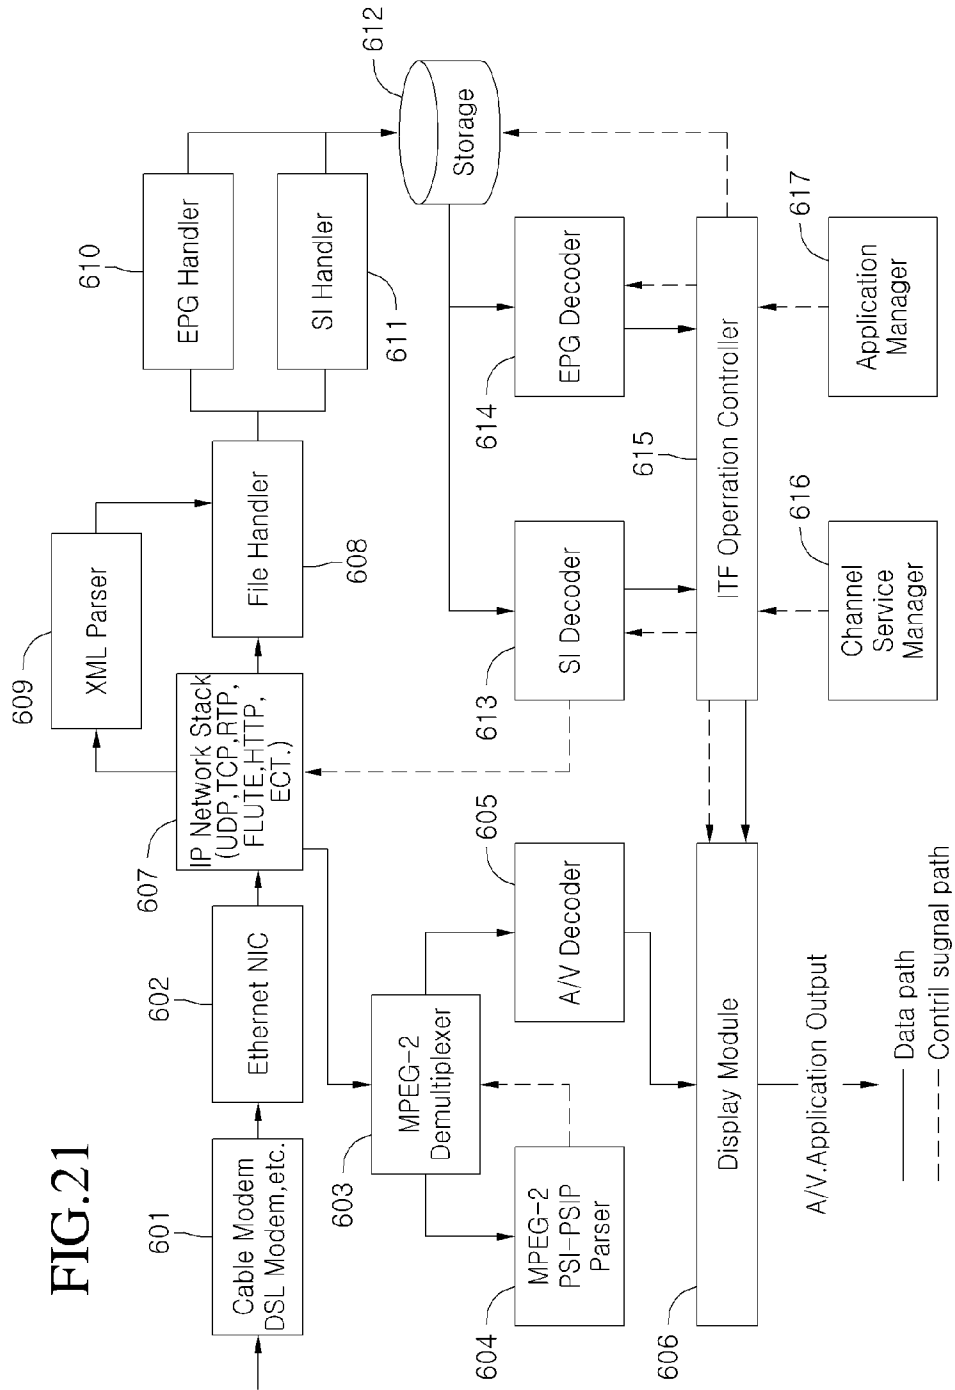 FIG.21
601
Cable Modem
DSL Modem,etc.
602
Ethernet NIC
607
IP Network Stack
(UDP,TCP,RTP,
FLUTE,HTTP,
ECT.)
609
XML Parser
File Handler
608
610
EPG Handler
SI Handler
611
612
Storage
603
MPEG-2
Demultiplexer
604
MPEG-2
PSI-PSIP
Parser
605
A/V Decoder
613
SI Decoder
614
EPG Decoder
606
Display Module
615
ITF Operration Controller
616
Channel
Service
Manager
617
Application
Manager
A/V.Application Output
Data path
Contril sugnal path